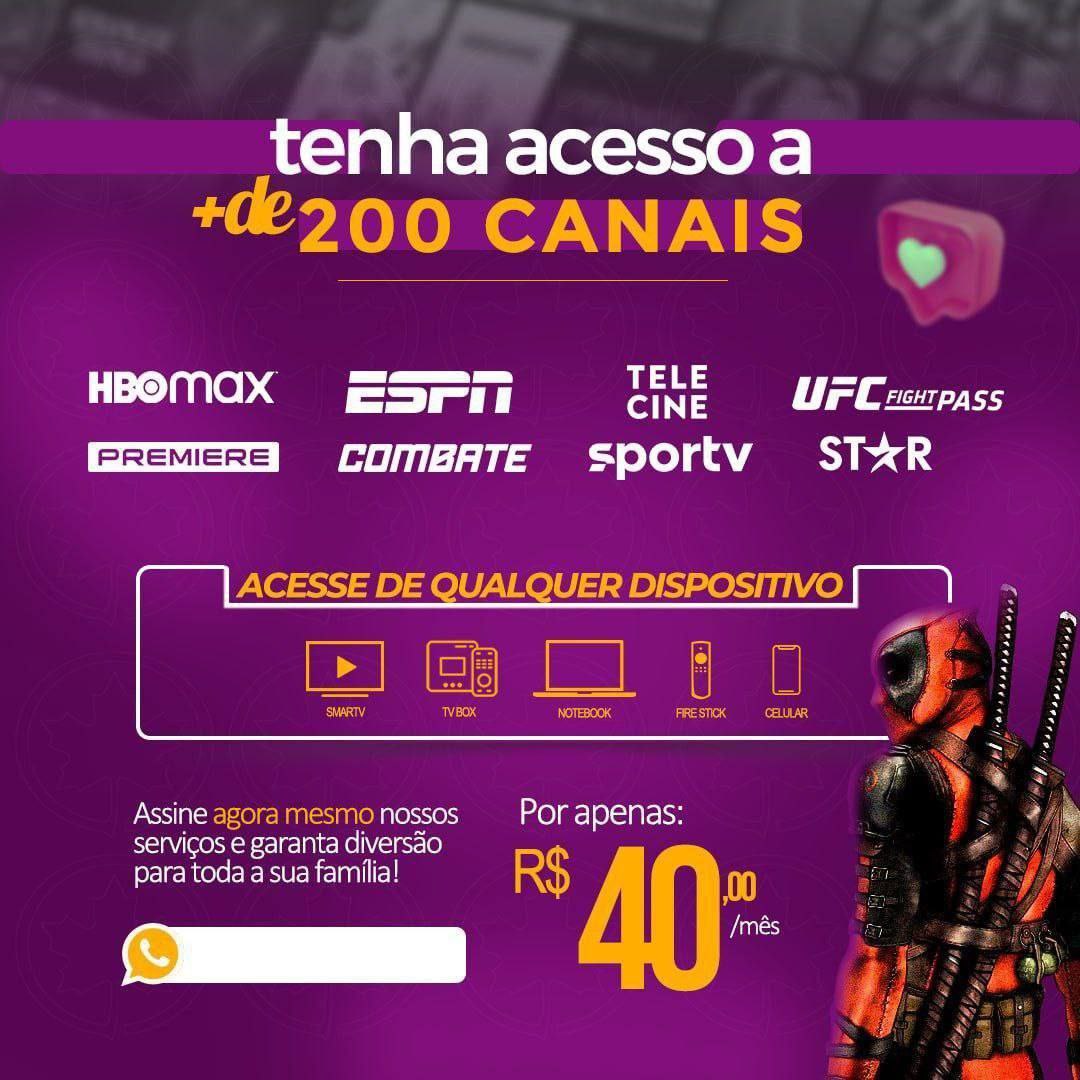 tenha acesso a
+de 200 CANAIS
HBOmax ESPN TELE CINE UFC FIGHT PASS
PREMIERE COMBATE sportv STAR
ACESSE DE QUALQUER DISPOSITIVO
SMARTV TV BOX NOTEBOOK FIRE STICK CELULAR
Assine agora mesmo nossos
serviços e garanta diversão
para toda a sua família!
Por apenas:
R$ 40,00
/mês